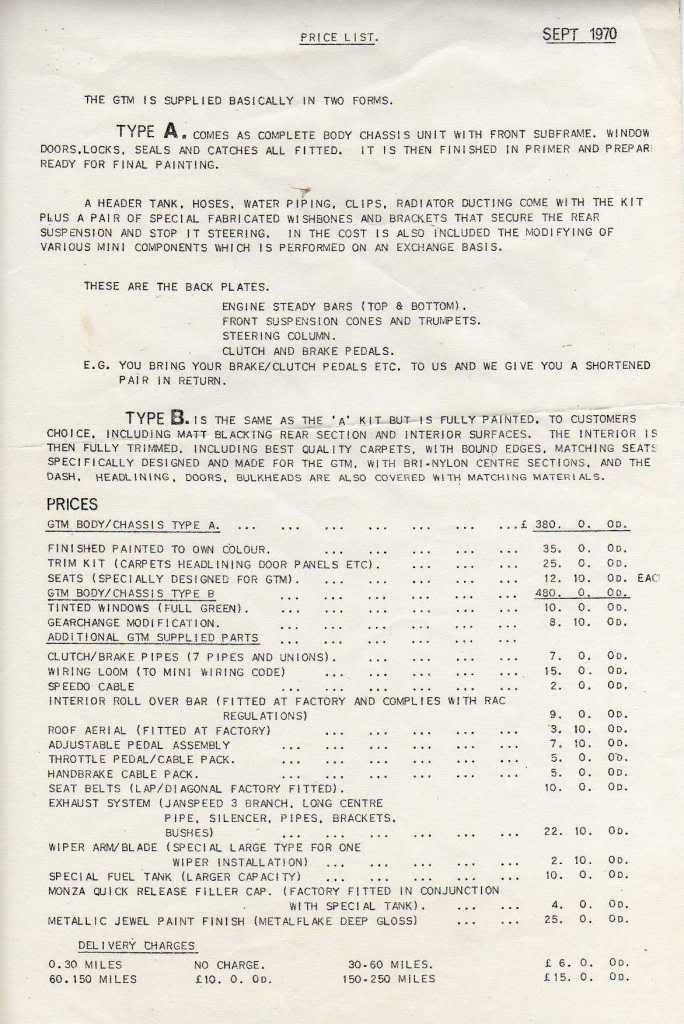 PRICE LIST.
SEPT 1970
THE GTM IS SUPPLIED BASICALLY IN TWO FORMS.
TYPE A. COMES AS COMPLETE BODY CHASSIS UNIT WITH FRONT SUBFRAME. WINDOW
DOORS.LOCKS, SEALS AND CATCHES ALL FITTED. IT IS THEN FINISHED IN PRIMER AND PREPAR
READY FOR FINAL PAINTING.
A HEADER TANK, HOSES, WATER PIPING, CLIPS, RADIATOR DUCTING COME WITH THE KIT
PLUS A PAIR OF SPECIAL FABRICATED WISHBONES AND BRACKETS THAT SECURE THE REAR
SUSPENSION AND STOP IT STEERING. IN THE COST IS ALSO INCLUDED THE MODIFYING OF
VARIOUS MINI COMPONENTS WHICH IS PERFORMED ON AN EXCHANGE BASIS.
THESE ARE THE BACK PLATES.
ENGINE STEADY BARS (TOP & BOTTOM).
FRONT SUSPENSION CONES AND TRUMPETS.
STEERING COLUMN.
CLUTCH AND BRAKE PEDALS.
E.G. YOU BRING YOUR BRAKE/CLUTCH PEDALS ETC. TO US AND WE GIVE YOU A SHORTENED
PAIR IN RETURN.
TYPE B. IS THE SAME AS THE 'A' KIT BUT IS FULLY PAINTED, TO CUSTOMERS
CHOICE, INCLUDING MATT BLACKING REAR SECTION AND INTERIOR SURFACES. THE INTERIOR IS
THEN FULLY TRIMMED, INCLUDING BEST QUALITY CARPETS, WITH BOUND EDGES, MATCHING SEATS
SPECIFICALLY DESIGNED AND MADE FOR THE GTM, WITH BRI-NYLON CENTRE SECTIONS, AND THE
DASH, HEADLINING, DOORS, BULKHEADS ARE ALSO COVERED WITH MATCHING MATERIALS.
PRICES
GTM BODY/CHASSIS TYPE A. ... ... ... ... ... ... ...£ 380. 0. 0D.
FINISHED PAINTED TO OWN COLOUR. ... ... ... ... ... 35. 0. 0D.
TRIM KIT (CARPETS HEADLINING DOOR PANELS ETC). ... ... ... ... 25. 0. 0D.
SEATS (SPECIALLY DESIGNED FOR GTM). ... ... ... ... ... 12. 10. 0D. EAC
GTM BODY/CHASSIS TYPE B ... ... ... ... ... ... 480. 0. 0D.
TINTED WINDOWS (FULL GREEN). ... ... ... ... ... ... 10. 0. 0D.
GEARCHANGE MODIFICATION. ... ... ... ... ... ... 8. 10. 0D.
ADDITIONAL GTM SUPPLIED PARTS ... ... ... ... ... ...
CLUTCH/BRAKE PIPES (7 PIPES AND UNIONS). ... ... ... ... 7. 0. 0D.
WIRING LOOM (TO MINI WIRING CODE) ... ... ... ... ... 15. 0. 0D.
SPEEDO CABLE ... ... ... ... ... ... 2. 0. 0D.
INTERIOR ROLL OVER BAR (FITTED AT FACTORY AND COMPLIES WITH RAC
REGULATIONS) 9. 0. 0D.
ROOF AERIAL (FITTED AT FACTORY) ... ... ... ... ... 3. 10. 0D.
ADJUSTABLE PEDAL ASSEMBLY ... ... ... ... ... ... 7. 10. 0D.
THROTTLE PEDAL/CABLE PACK. ... ... ... ... ... ... 5. 0. 0D.
HANDBRAKE CABLE PACK. ... ... ... ... ... ... 5. 0. 0D.
SEAT BELTS (LAP/DIAGONAL FACTORY FITTED). ... ... ... ... 10. 0. 0D.
EXHAUST SYSTEM (JANSPEED 3 BRANCH, LONG CENTRE
PIPE, SILENCER, PIPES, BRACKETS,
BUSHES) ... ... ... ... ... ... 22. 10. 0D.
WIPER ARM/BLADE (SPECIAL LARGE TYPE FOR ONE
WIPER INSTALLATION) ... ... ... ... ... 2. 10. 0D.
SPECIAL FUEL TANK (LARGER CAPACITY) ... ... ... ... ... 10. 0. 0D.
MONZA QUICK RELEASE FILLER CAP. (FACTORY FITTED IN CONJUNCTION
WITH SPECIAL TANK). ... ... 4. 0. 0D.
METALLIC JEWEL PAINT FINISH (METALFLAKE DEEP GLOSS) ... ... 25. 0. 0D.
DELIVERY CHARGES
0.30 MILES NO CHARGE. 30-60 MILES. £ 6. 0. 0D.
60.150 MILES £10. 0. 0D. 150-250 MILES £15. 0. 0D.